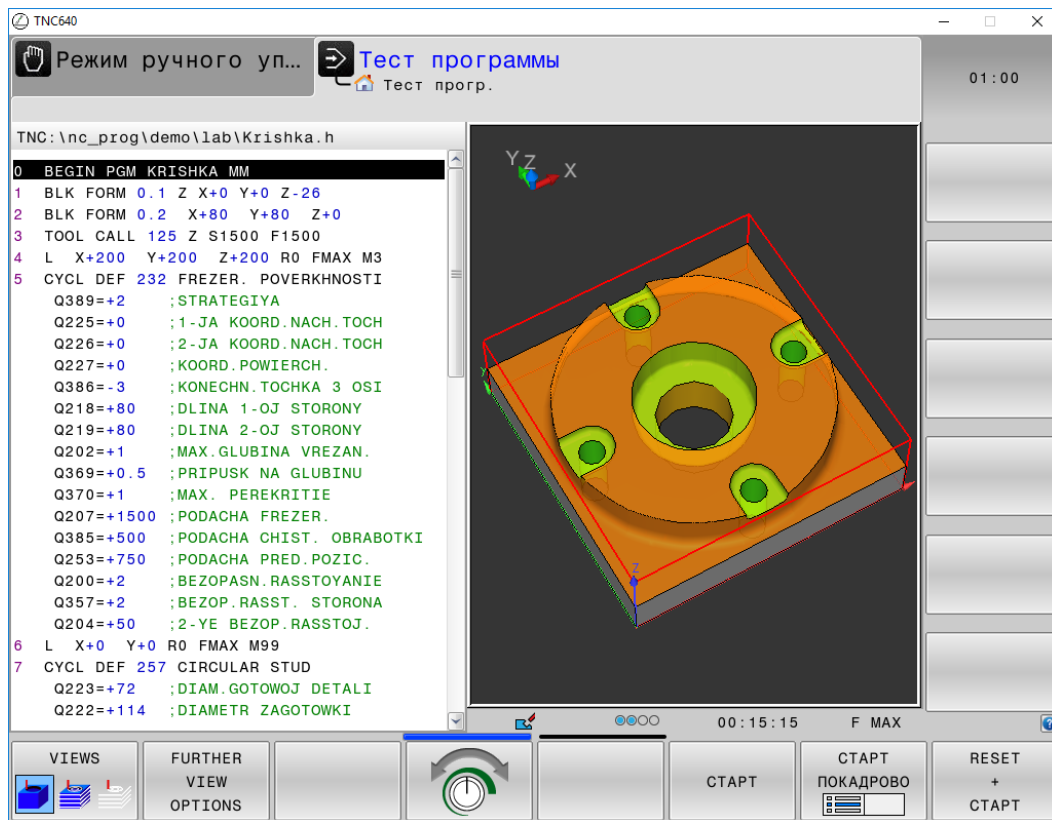 TNC640
Режим ручного уп...
Тест программы
Тест прогр.
01:00
TNC:\nc_prog\demo\lab\Krishka.h
0 BEGIN PGM KRISHKA MM
1 BLK FORM 0.1 Z X+0 Y+0 Z-26
2 BLK FORM 0.2 X+80 Y+80 Z+0
3 TOOL CALL 125 Z S1500 F1500
4 L X+200 Y+200 Z+200 R0 FMAX M3
5 CYCL DEF 232 FREZER. POVERKHNOSTI
Q389=+2 ;STRATEGIYA
Q225=+0 ;1-JA KOORD.NACH.TOCH
Q226=+0 ;2-JA KOORD.NACH.TOCH
Q227=+0 ;KOORD.POWIERCH.
Q386=-3 ;KONECHN.TOCHKA 3 OSI
Q218=+80 ;DLINA 1-OJ STORONY
Q219=+80 ;DLINA 2-OJ STORONY
Q202=+1 ;MAX.GLUBINA VREZAN.
Q369=+0.5 ;PRIPUSK NA GLUBINU
Q370=+1 ;MAX. PEREKRITIE
Q207=+1500 ;PODACHA FREZER.
Q385=+500 ;PODACHA CHIST. OBRABOTKI
Q253=+750 ;PODACHA PRED.POZIC.
Q200=+2 ;BEZOPASN.RASSTOYANIE
Q357=+2 ;BEZOP.RASST. STORONA
Q204=+50 ;2-YE BEZOP.RASSTOJ.
6 L X+0 Y+0 R0 FMAX M99
7 CYCL DEF 257 CIRCULAR STUD
Q223=+72 ;DIAM.GOTOWOJ DETALI
Q222=+114 ;DIAMETR ZAGOTOWKI
Y Z X
Y
Z
00:15:15 F MAX
VIEWS
FURTHER
VIEW
OPTIONS
СТАРТ
СТАРТ
ПОКАДРОВО
RESET
+
СТАРТ